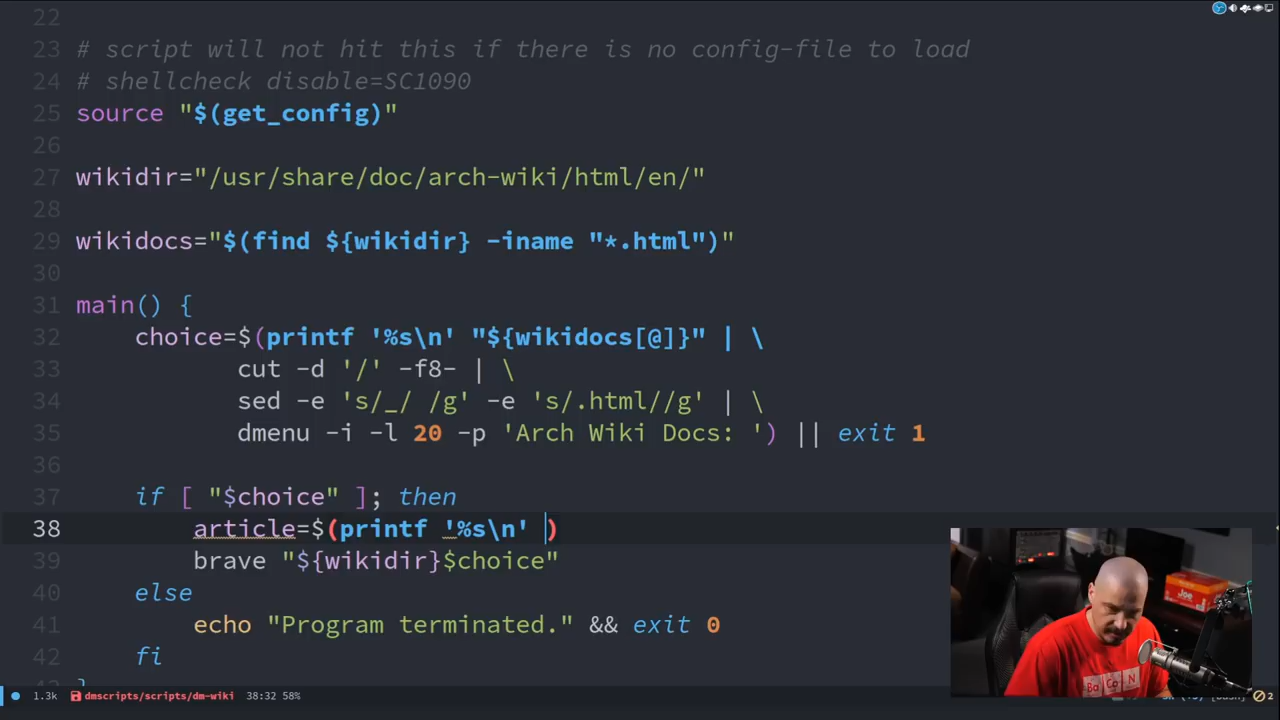 22
23 # script will not hit this if there is no config-file to load
24 # shellcheck disable=SC1090
25 source "$(get_config)"
26
27 wikidir="/usr/share/doc/arch-wiki/html/en/"
28
29 wikidocs="$(find ${wikidir} -iname "*.html")"
30
31 main() {
32     choice=$(printf '%s\n' "${wikidocs[@]}" | \
33            cut -d '/' -f8- | \
34            sed -e 's/_/ /g' -e 's/.html//g' | \
35            dmenu -i -l 20 -p 'Arch Wiki Docs: ') || exit 1
36
37     if [ "$choice" ]; then
38         article=$(printf '%s\n' )
39         brave "${wikidir}$choice"
40     else
41         echo "Program terminated." && exit 0
42     fi
Joe
Ba Co N
1.3k dmscripts/scripts/dm-wiki 38:32 58%
2